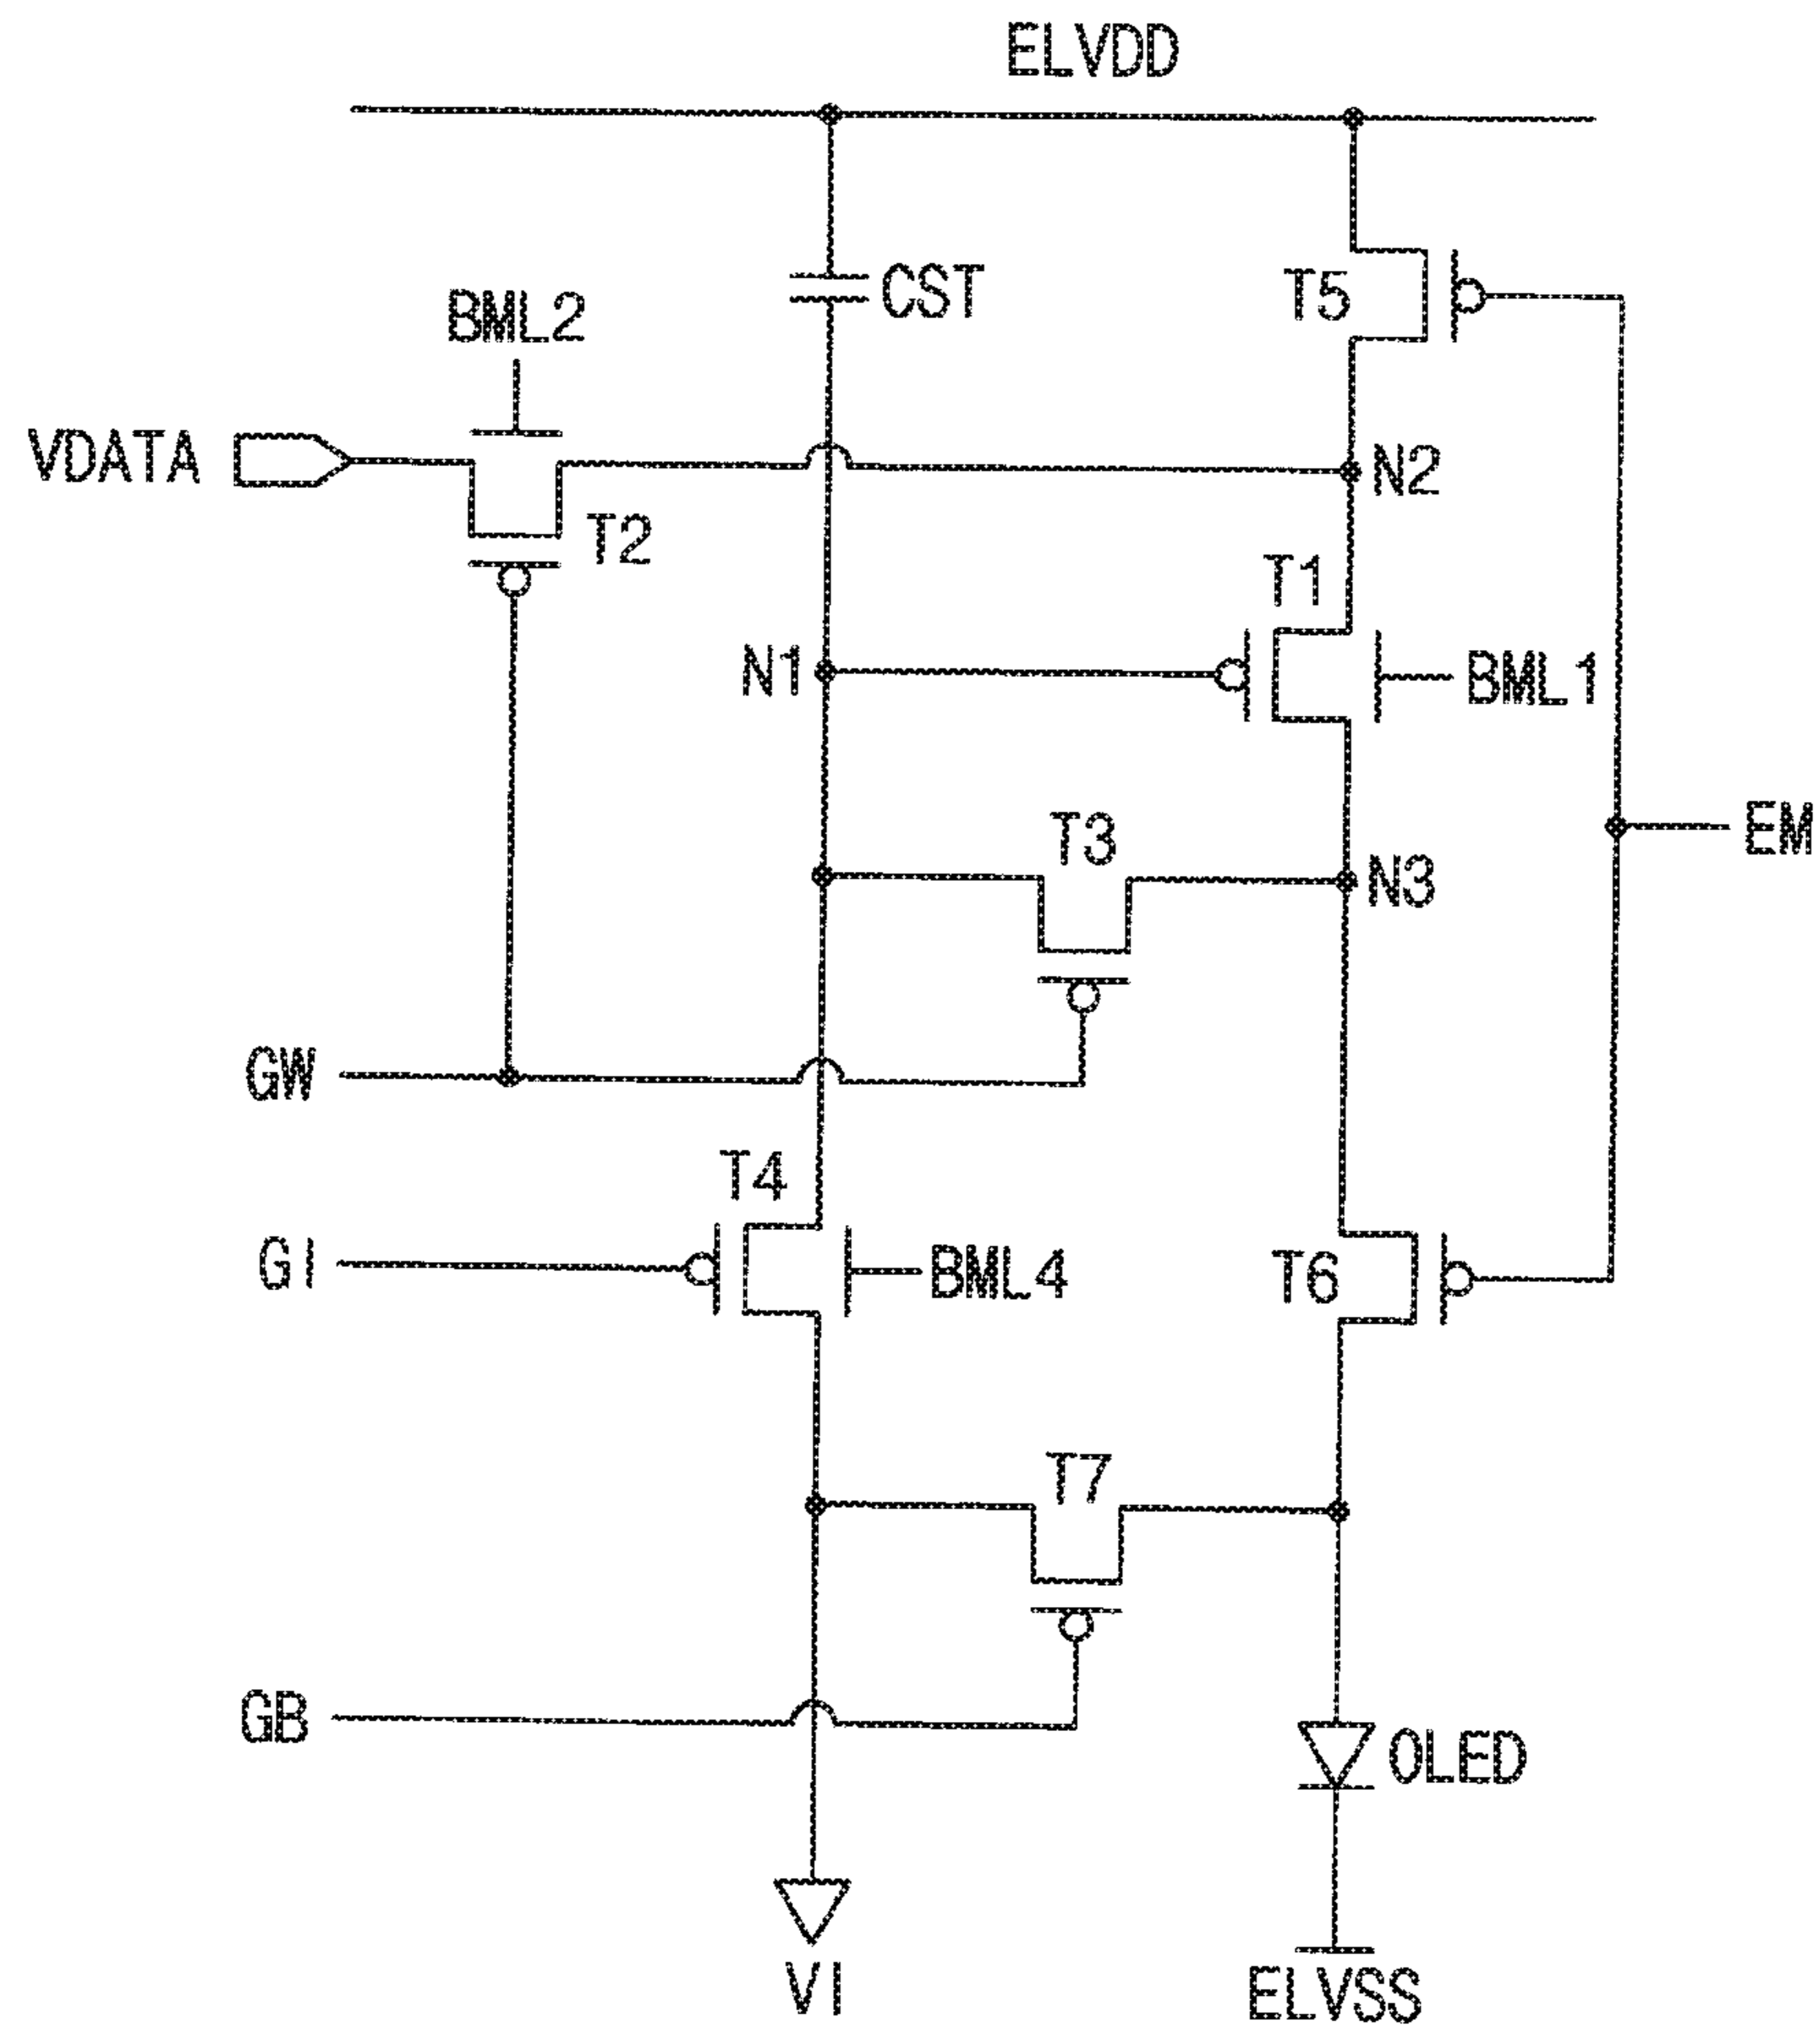 ELVDD
CST
T5
BML2
VDATA
N2
T2
T1
N1
BML1
T3
EM
N3
GW
T4
GI
BML4
T6
T7
GB
OLED
VI
ELVSS